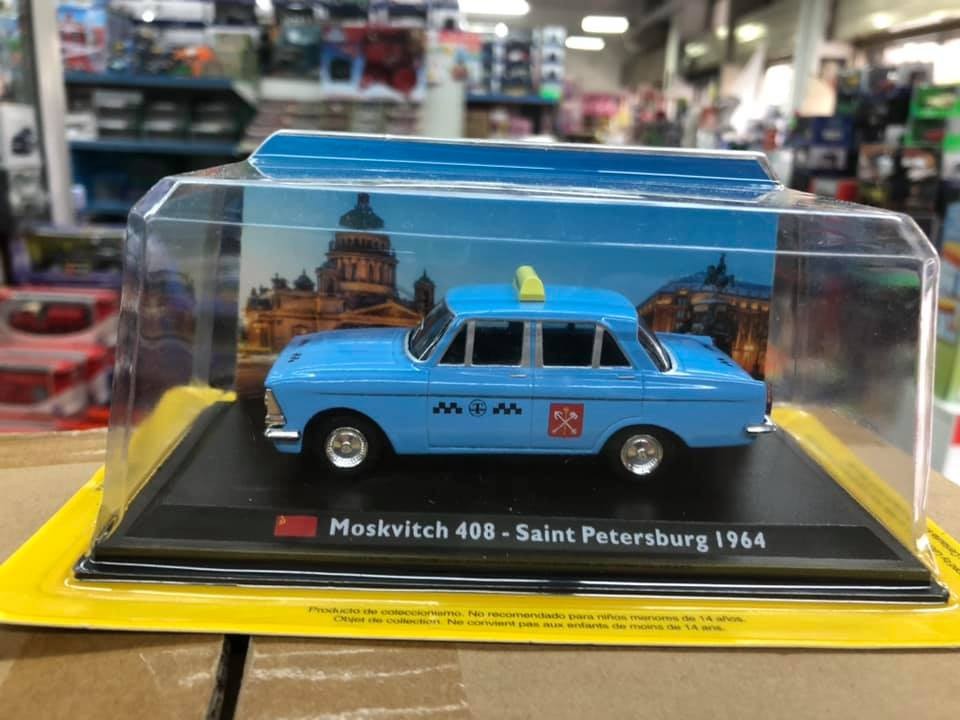 Moskvitch 408 - Saint Petersburg 1964
Producto de coleccionismo. No recomendado para niños menores de 14 años.
Objet de collection. Ne convient pas aux enfants de moins de 14 ans.